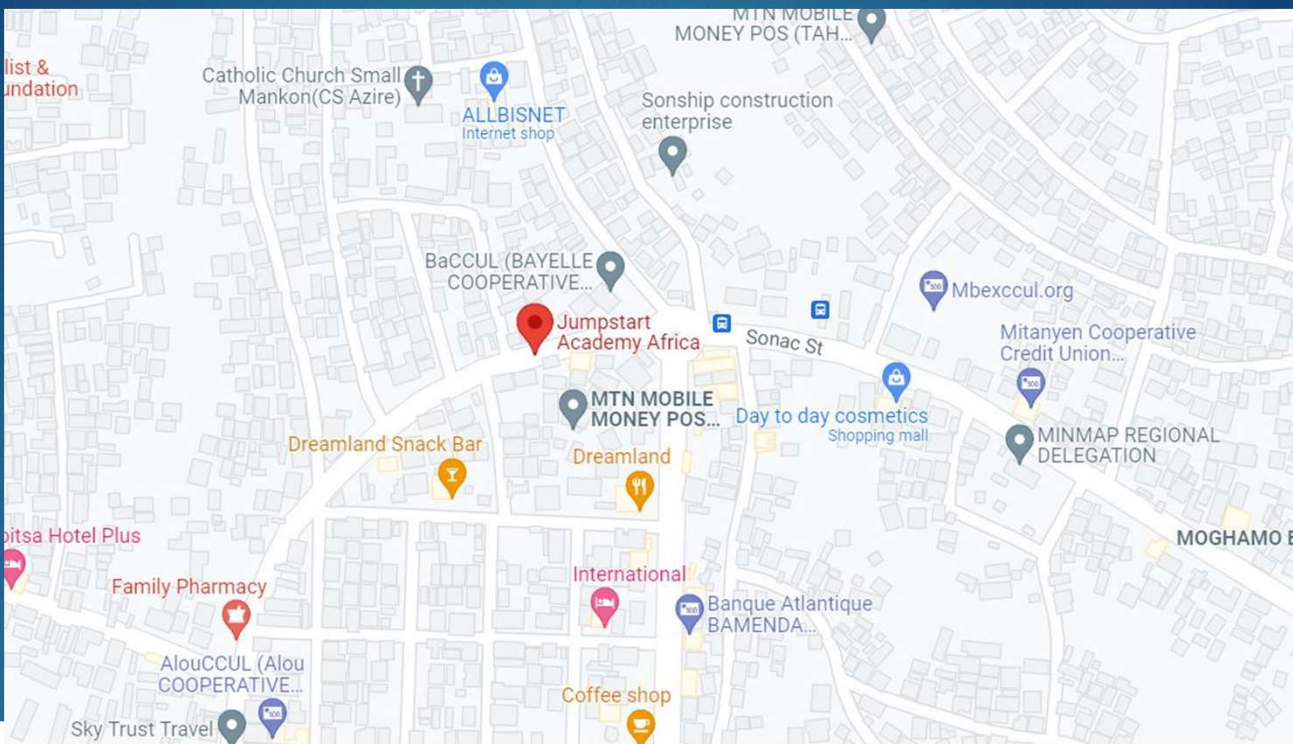 MTN MOBILE
MONEY POS (TAH...
list &
undation
Catholic Church Small
Mankon(CS Azire)
ALLBISNET
Internet shop
Sonship construction
enterprise
BaCCUL (BAYELLE
COOPERATIVE...
Mbexccul.org
Jumpstart
Academy Africa
Sonac St
Mitanyen Cooperative
Credit Union...
MTN MOBILE
MONEY POS...
Day to day cosmetics
Shopping mall
MINMAP REGIONAL
DELEGATION
Dreamland Snack Bar
Dreamland
oitsa Hotel Plus
MOGHAMO E
Family Pharmacy
International
Banque Atlantique
BAMENDA...
AlouCCUL (Alou
COOPERATIVE...
Coffee shop
Sky Trust Travel